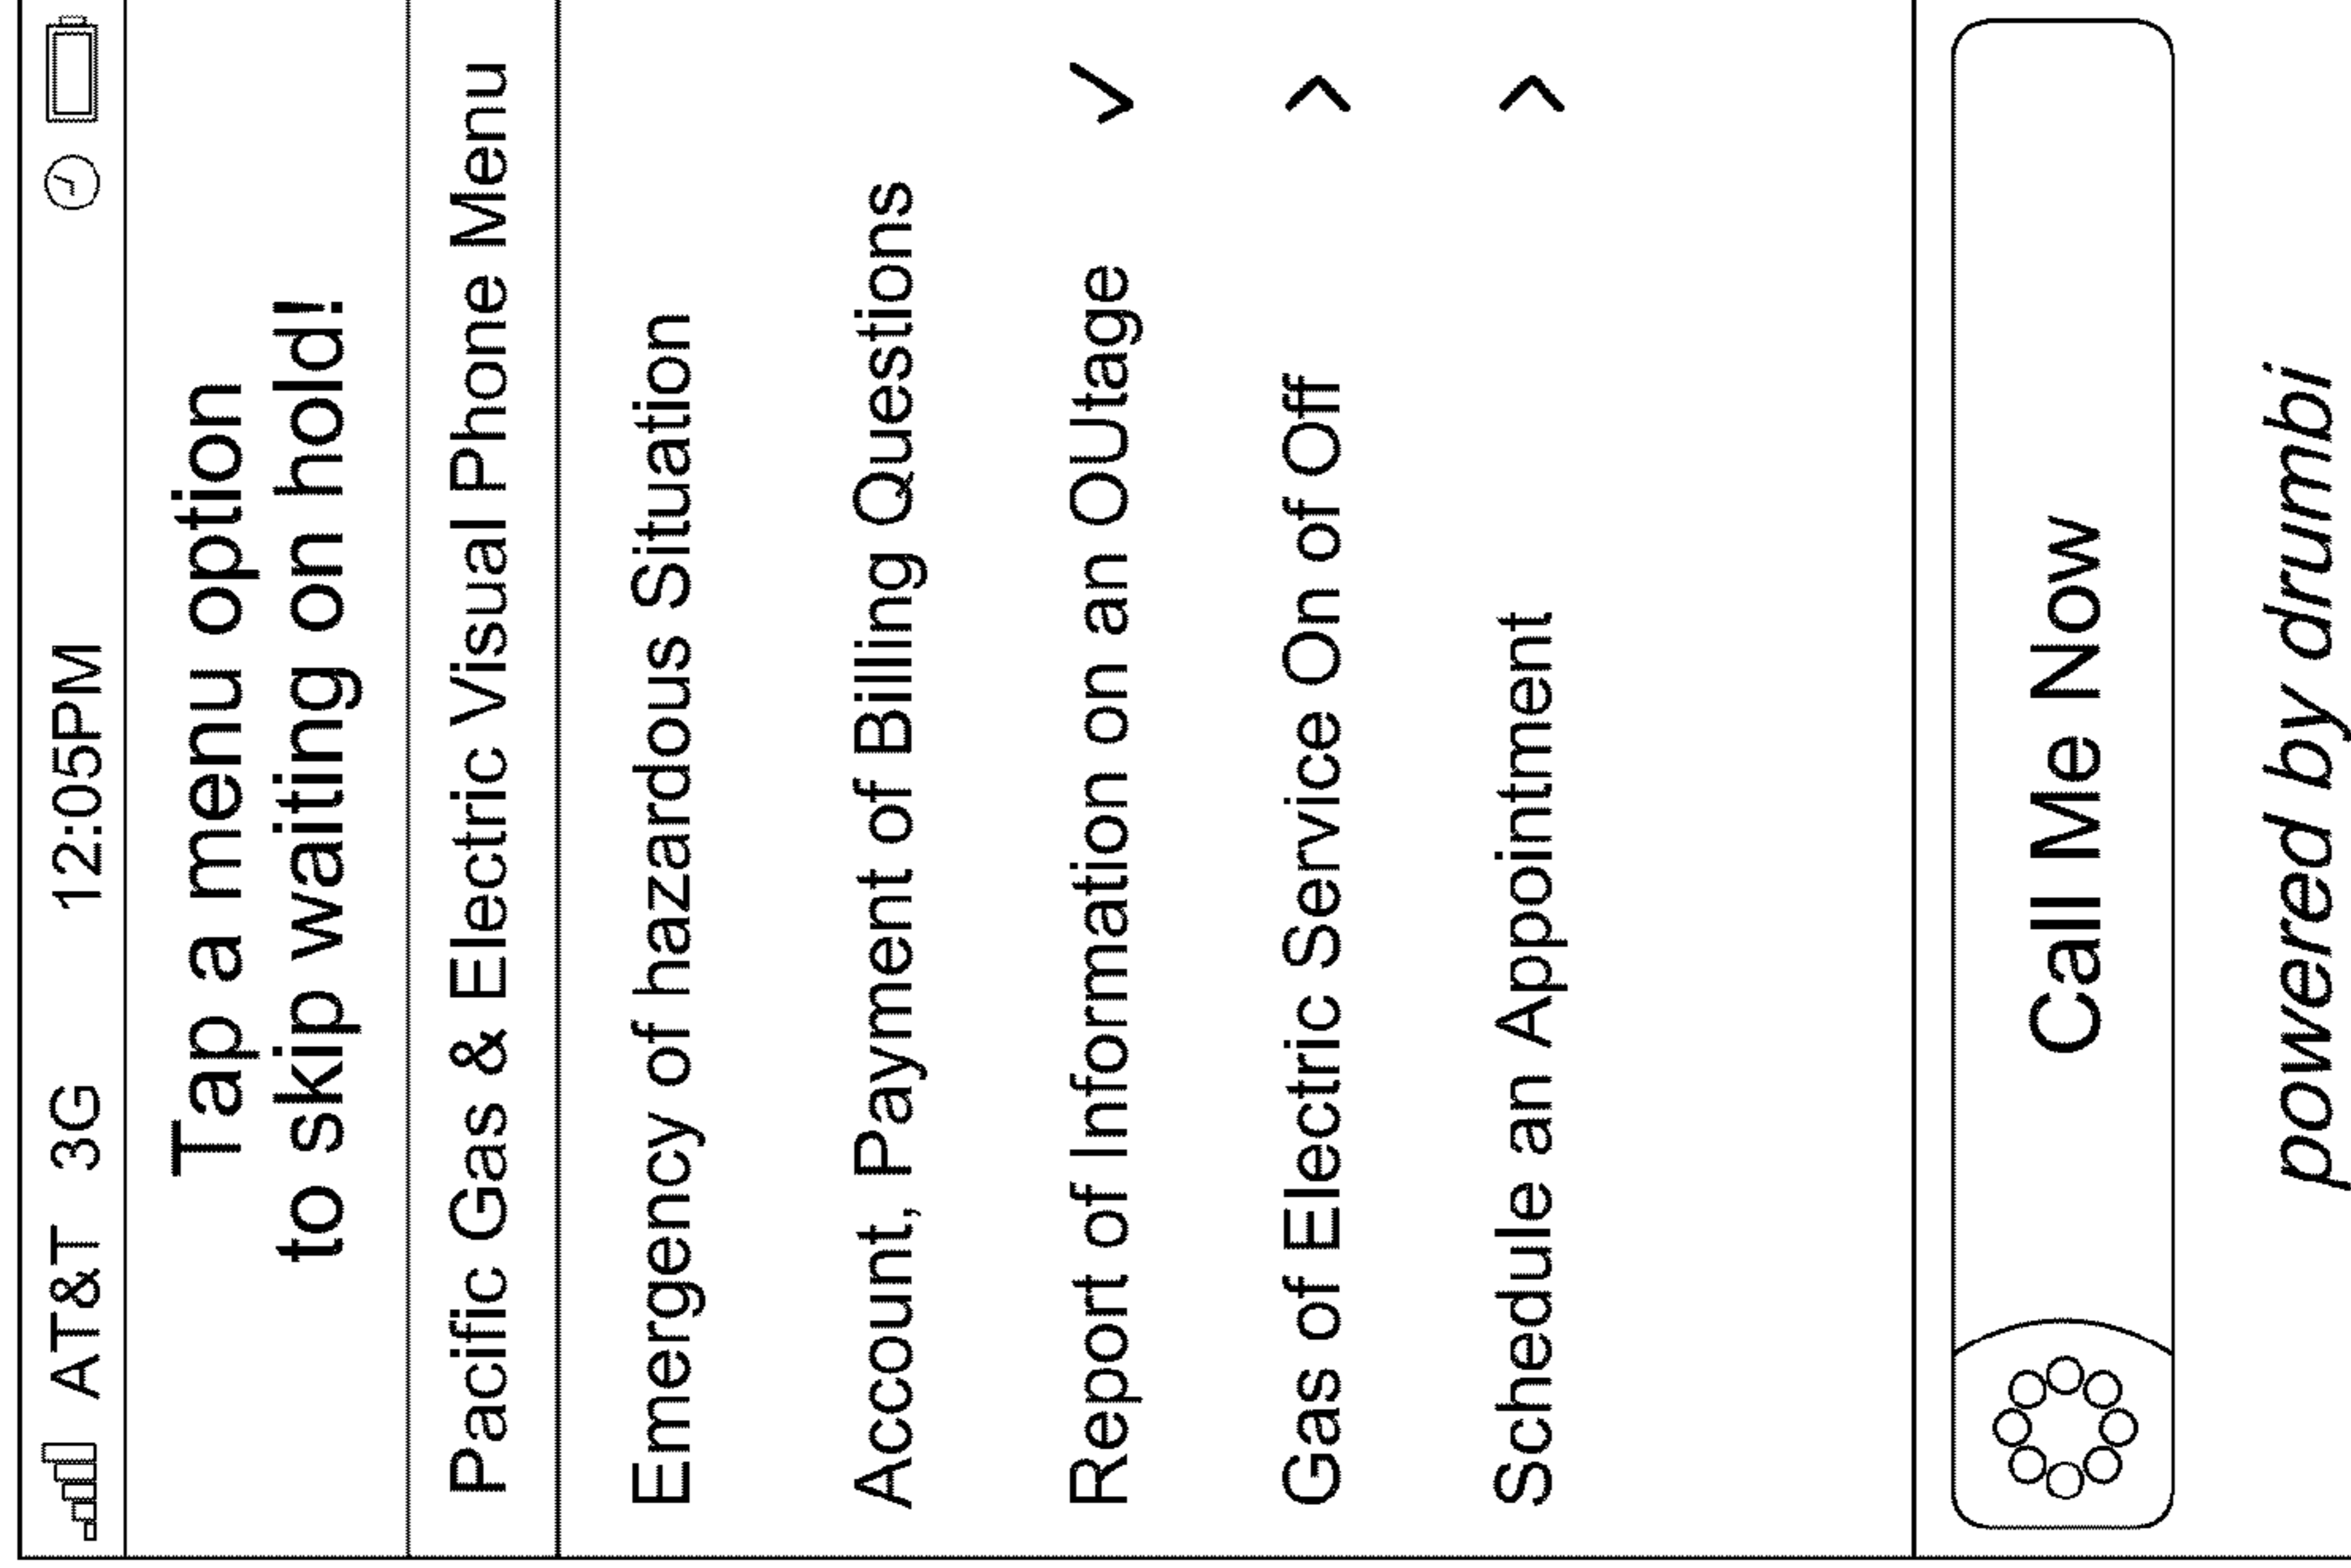 AT&T 3G 12:05PM
Tap a menu option
to skip waiting on hold!
Pacific Gas & Electric Visual Phone Menu
Emergency of hazardous Situation
Account, Payment of Billing Questions
Report of Information on an OUtage
Gas of Electric Service On of Off
Schedule an Appointment
Call Me Now
powered by drumbi